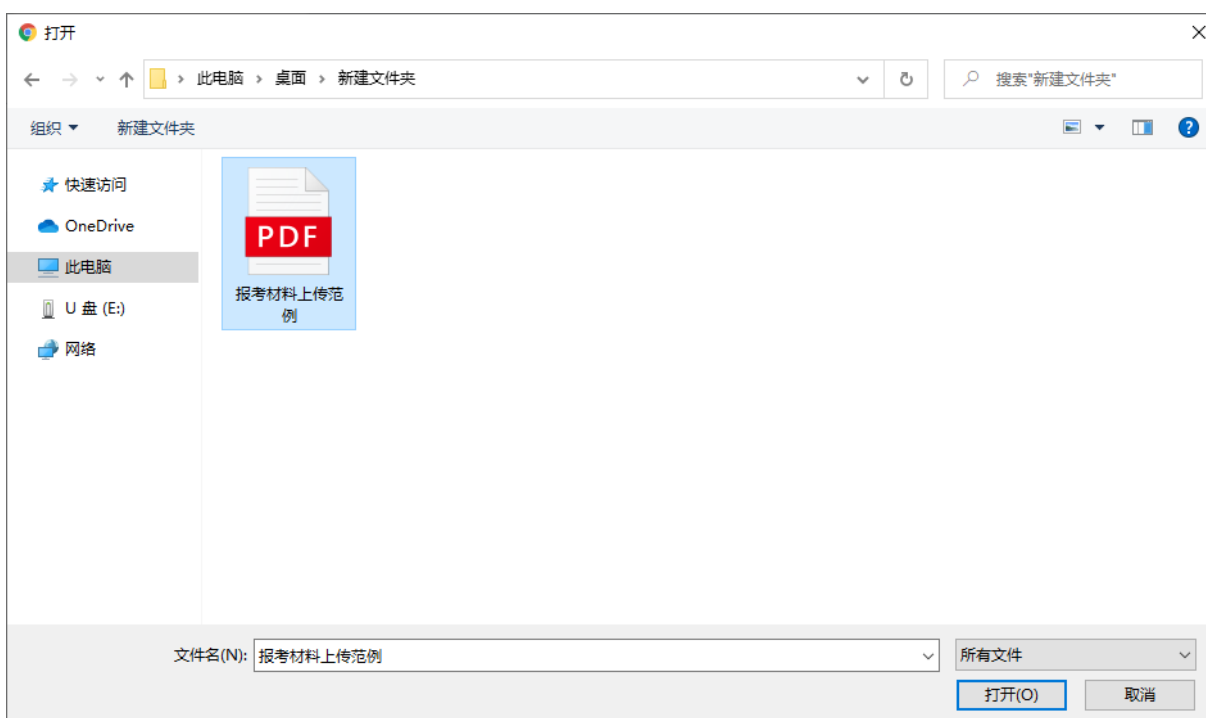 打开
此电脑 › 桌面 › 新建文件夹
搜索"新建文件夹"
组织
新建文件夹
快速访问
OneDrive
此电脑
U 盘 (E:)
网络
PDF
报考材料上传范
例
文件名(N): 报考材料上传范例
所有文件
打开(O)
取消